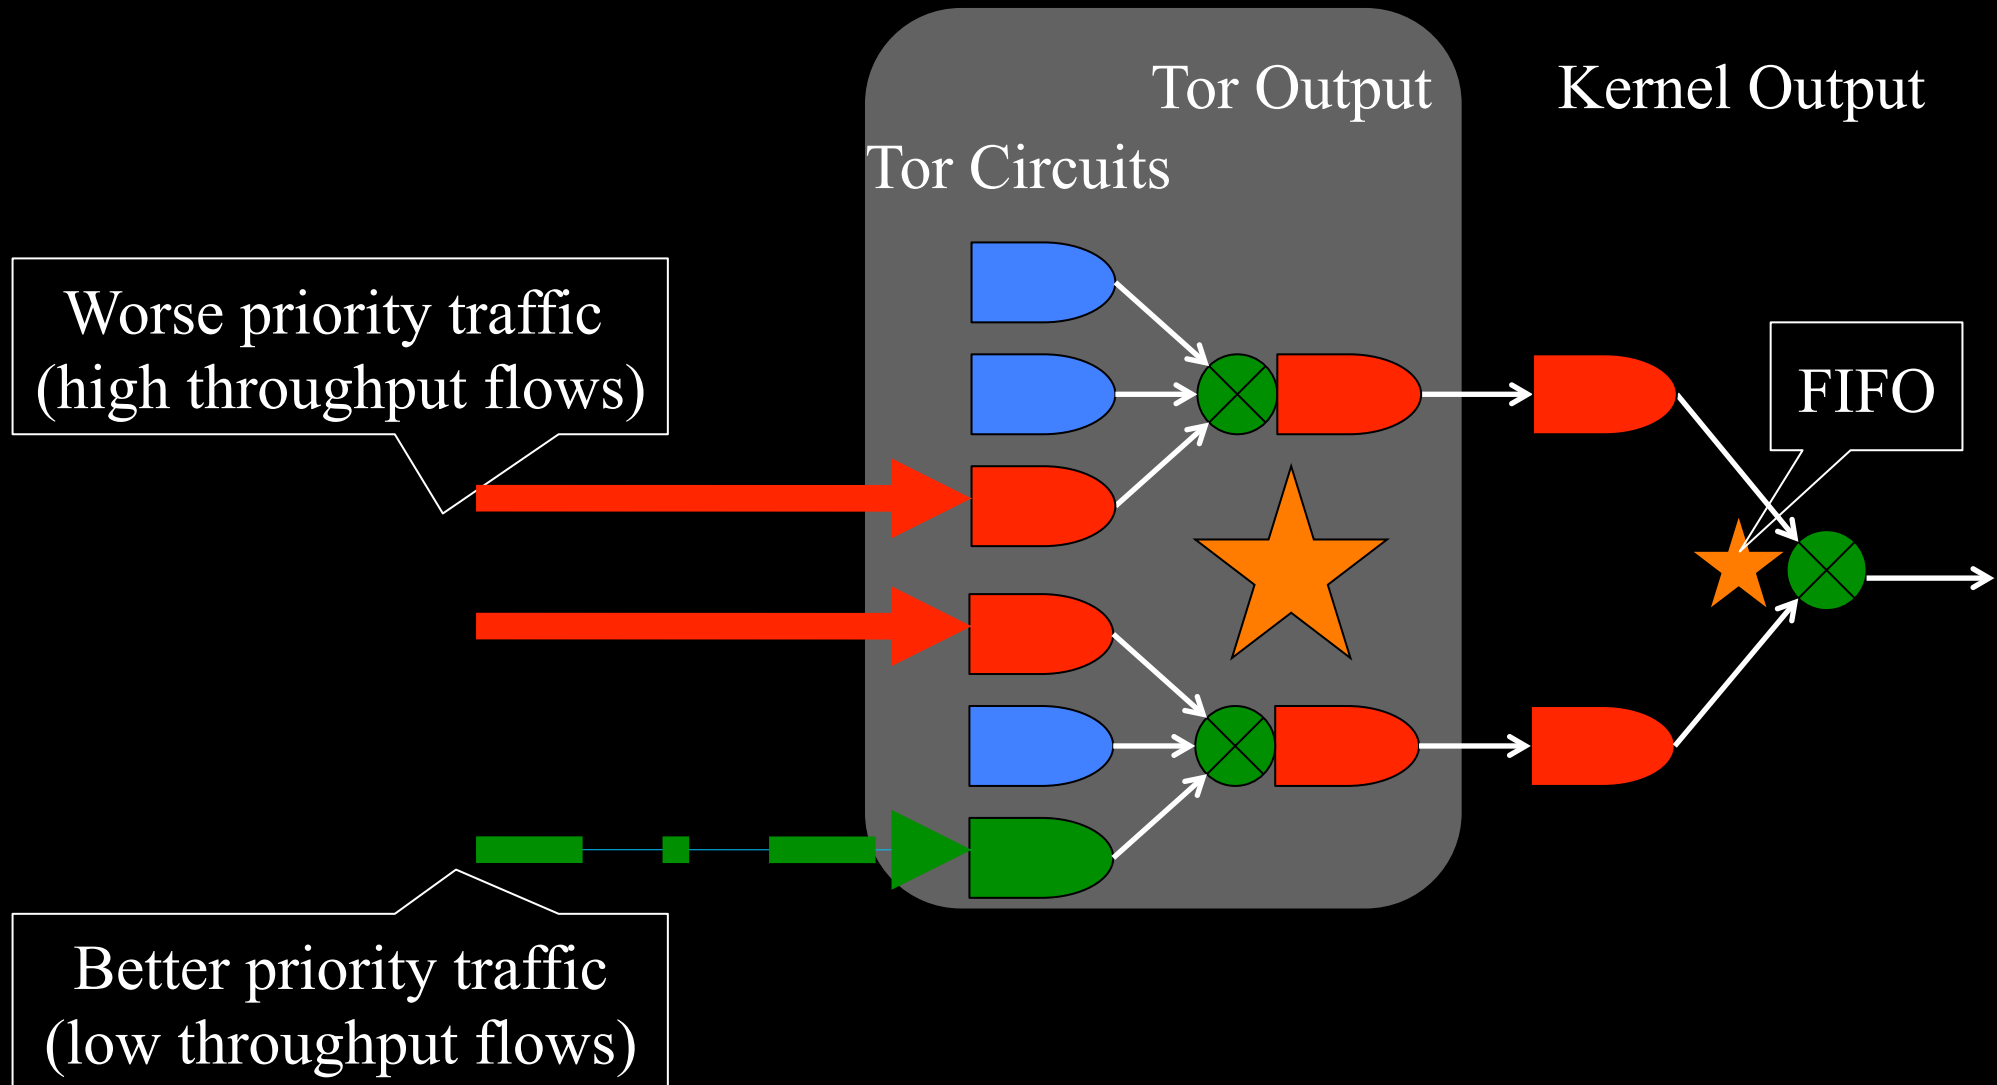 Tor Output
Kernel Output
Tor Circuits
Worse priority traffic
(high throughput flows)
FIFO
Better priority traffic
(low throughput flows)